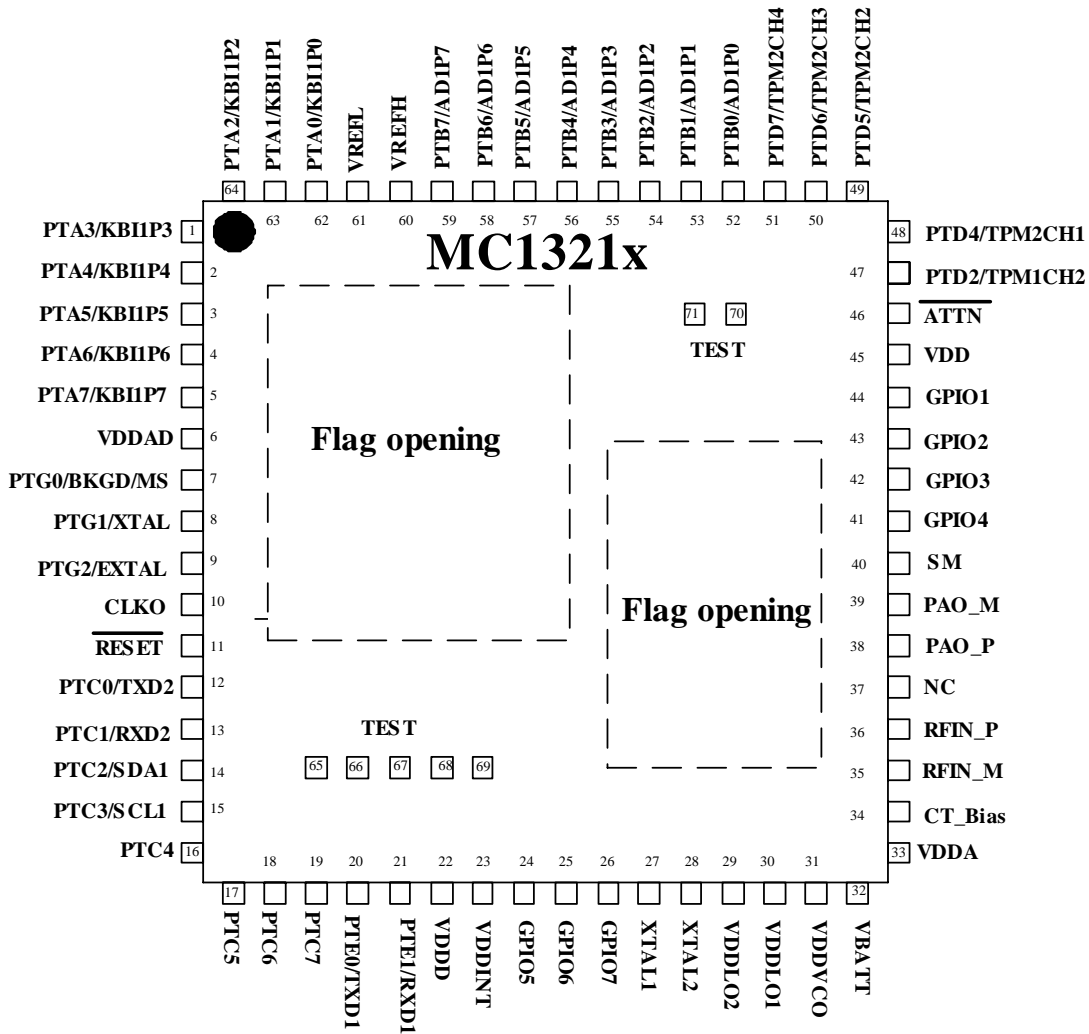 PTA2/KBI1P2
PTA1/KBI1P1
PTA0/KBI1P0
VREFL
VREFH
PTB7/AD1P7
PTB6/AD1P6
PTB5/AD1P5
PTB4/AD1P4
PTB3/AD1P3
PTB2/AD1P2
PTB1/AD1P1
PTB0/AD1P0
PTD7/TPM2CH4
PTD6/TPM2CH3
PTD5/TPM2CH2
64 63 62 61 60 59 58 57 56 55 54 53 52 51 50 49
MC1321x
PTA3/KBI1P3 1
PTA4/KBI1P4 2
PTA5/KBI1P5 3
PTA6/KBI1P6 4
PTA7/KBI1P7 5
VDDAD 6
PTG0/BKGD/MS 7
PTG1/XTAL 8
PTG2/EXTAL 9
CLKO 10
RESET 11
PTC0/TXD2 12
PTC1/RXD2 13
PTC2/SDA1 14
PTC3/SCL1 15
PTC4 16
71 70
TEST
Flag opening
Flag opening
TEST
65 66 67 68 69
48 PTD4/TPM2CH1
47 PTD2/TPM1CH2
46 ATTN
45 VDD
44 GPIO1
43 GPIO2
42 GPIO3
41 GPIO4
40 SM
39 PAO_M
38 PAO_P
37 NC
36 RFIN_P
35 RFIN_M
34 CT_Bias
33 VDDA
17 18 19 20 21 22 23 24 25 26 27 28 29 30 31 32
PTC5
PTC6
PTC7
PTE0/TXD1
PTE1/RXD1
VDDD
VDDINT
GPIO5
GPIO6
GPIO7
XTAL1
XTAL2
VDDLO2
VDDLO1
VDDVCO
VBATT